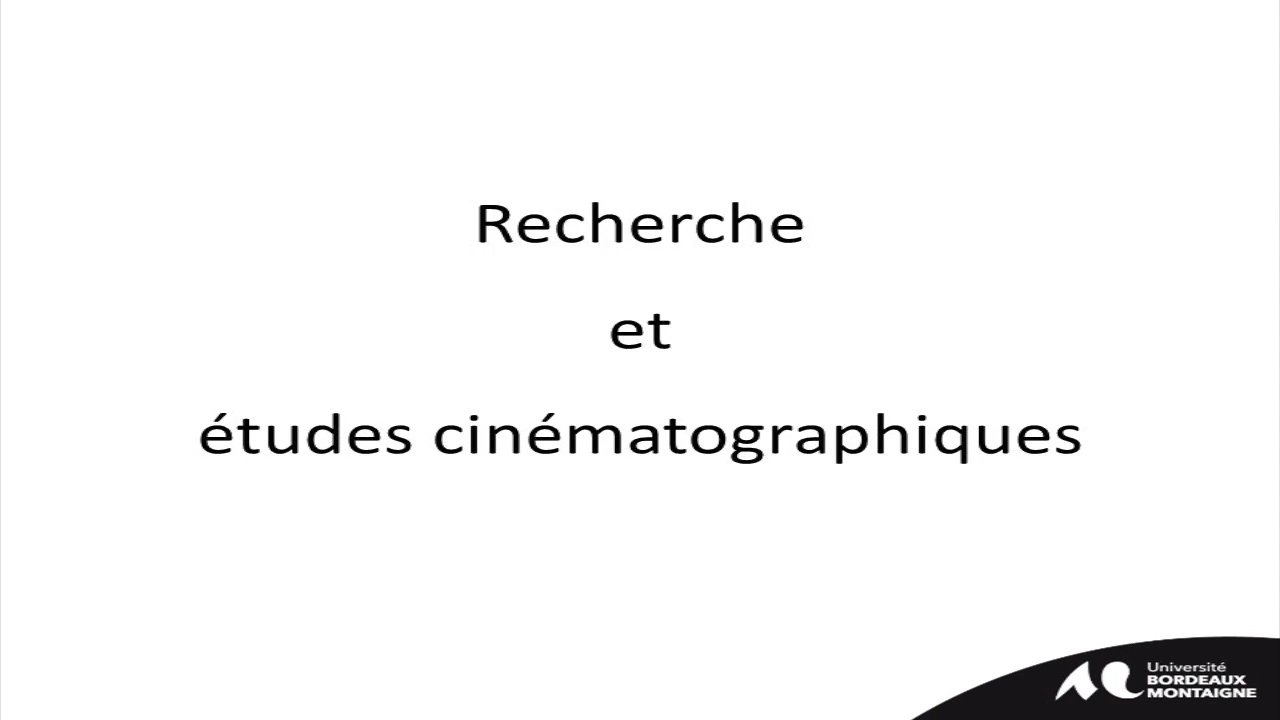 Recherche
et
études cinématographiques
Université
BORDEAUX
MONTAIGNE